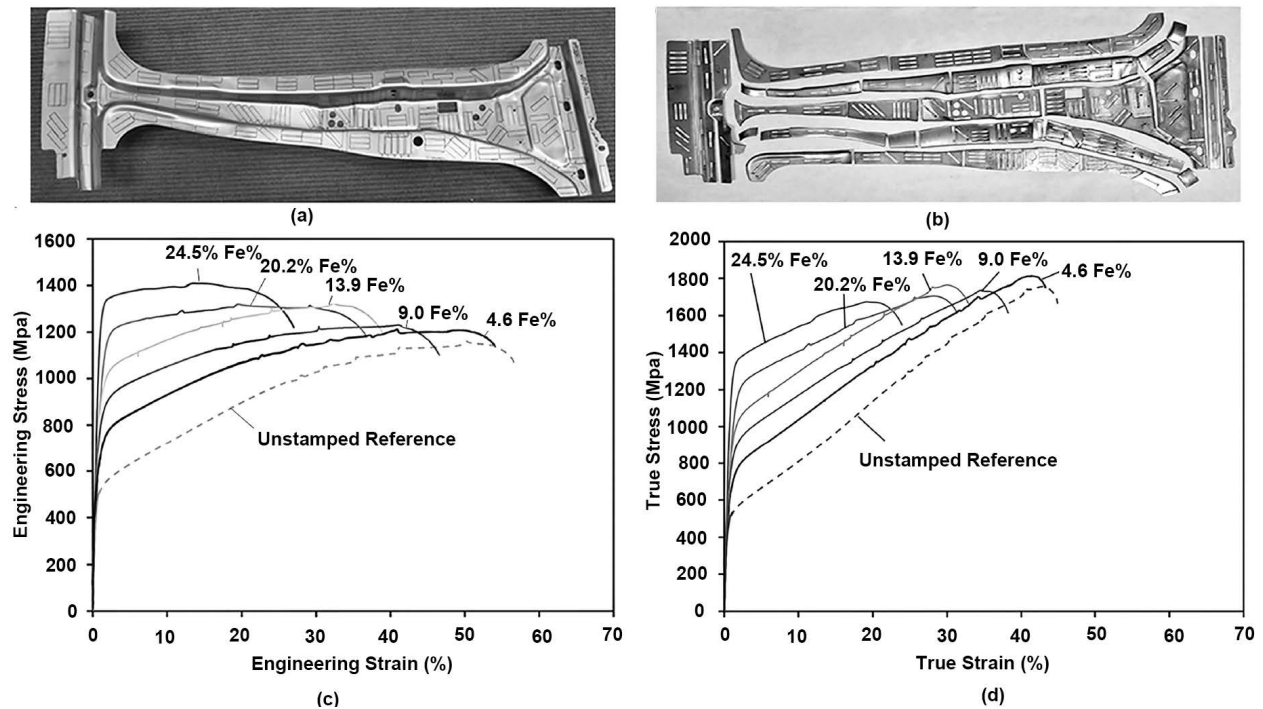 (a)
(b)
1600
1400
1200
1000
800
600
400
200
0
Engineering Stress (Mpa)
24.5% Fe%
20.2% Fe%
13.9 Fe%
9.0 Fe%
4.6 Fe%
Unstamped Reference
0 10 20 30 40 50 60 70
Engineering Strain (%)
(c)
2000
1800
1600
1400
1200
1000
800
600
400
200
0
True Stress (Mpa)
24.5% Fe%
20.2% Fe%
13.9 Fe%
9.0 Fe%
4.6 Fe%
Unstamped Reference
0 10 20 30 40 50 60 70
True Strain (%)
(d)